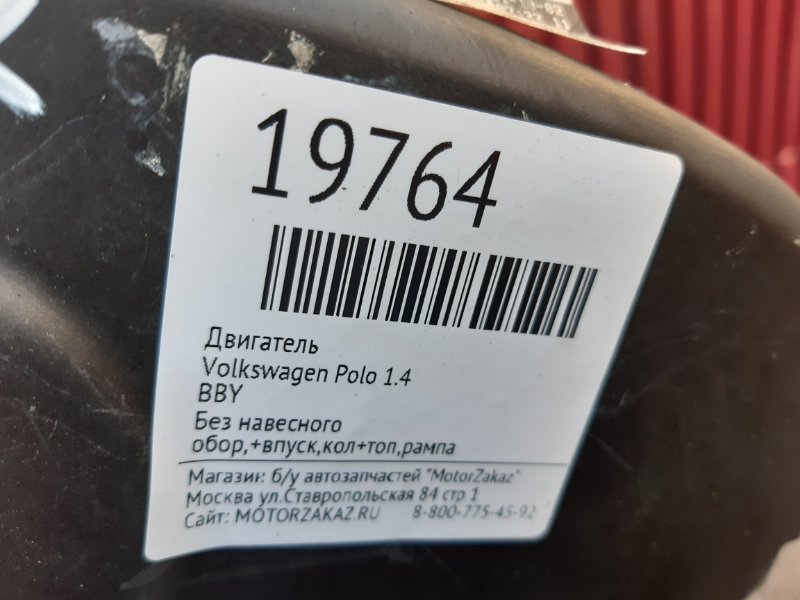 19764
Двигатель
Volkswagen Polo 1.4
BBY
Без навесного
обор,+впуск,кол+топ,рампа
Магазин: б/у автозапчастей "MotorZakaz"
Москва ул.Ставропольская 84 стр 1
Сайт: MOTORZAKAZ.RU 8-800-775-45-92